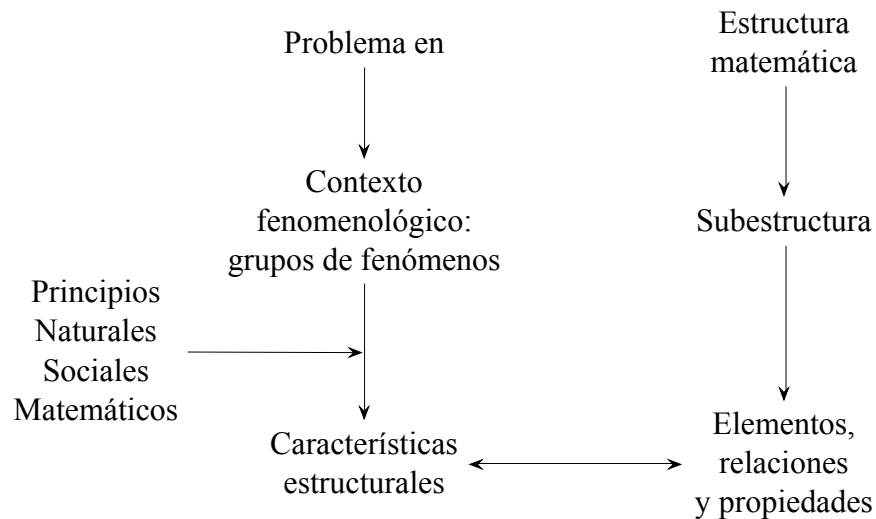 Problema en
Contexto
fenomenológico:
grupos de fenómenos
Principios
Naturales
Sociales
Matemáticos
Características
estructurales
Estructura
matemática
Subestructura
Elementos,
relaciones
y propiedades